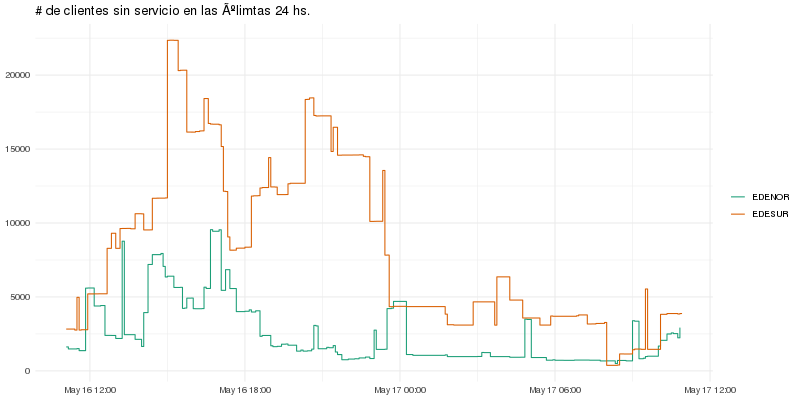 # de clientes sin servicio en las Ãºlimtas 24 hs.
20000
15000
10000
5000
0
May 16 12:00
May 16 18:00
May 17 00:00
May 17 06:00
May 17 12:00
EDENOR
EDESUR